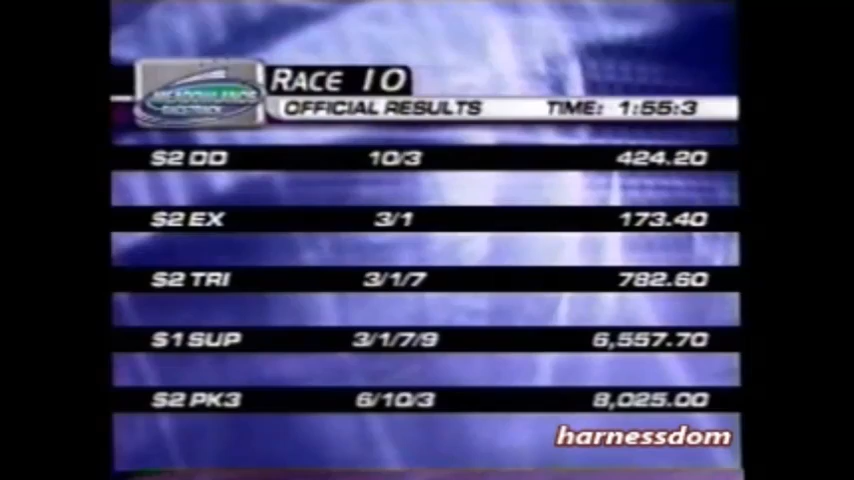 MEADOWLANDS
RACETRACK
RACE 10
OFFICIAL RESULTS TIME: 1:55:3
$2 DD 10/3 424.20
$2 EX 3/1 173.40
$2 TRI 3/1/7 782.60
$1 SUP 3/1/7/9 6,557.70
$2 PK3 6/10/3 8,025.00
harnessdom